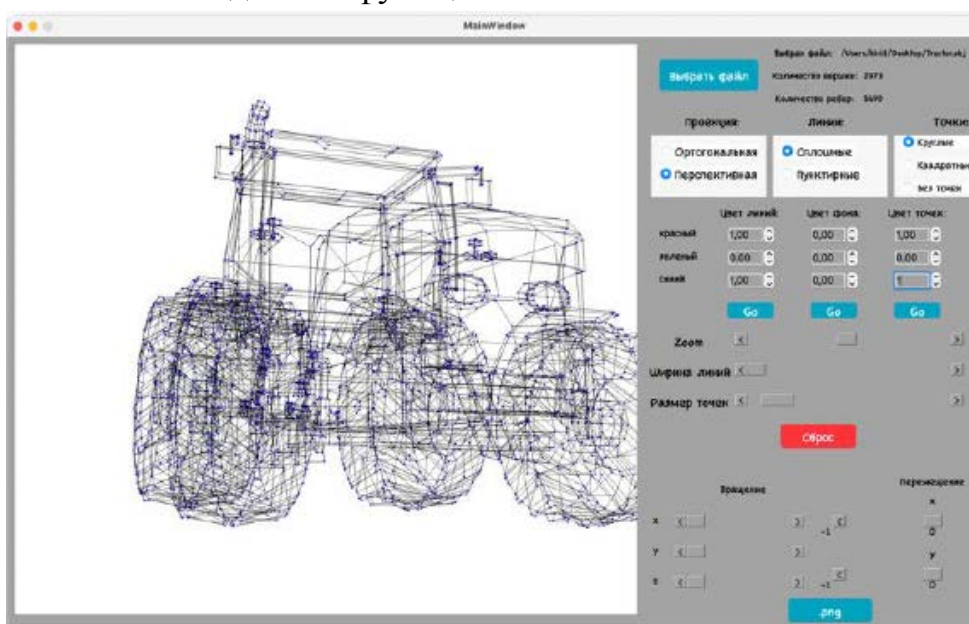 MainWindow
Выбрать файл
Выбран файл:
Количество вершин: 2973
Количество ребер: 5690
Проекция: Линии: Точки:
Ортогональная
Перспективная
Сплошные
Пунктирные
Круглые
Квадратные
Без точек
Цвет линий: Цвет фона: Цвет точек:
красный 1,00 0,00 1,00
зеленый 0,00 0,00 0,00
синий 1,00 0,00 1
Go Go Go
Zoom < >
Ширина линий < >
Размер точек < >
Сброс
Вращение Перемещение
x
x < > -1 < 0
y < > y
z < > -1 < 0
.png